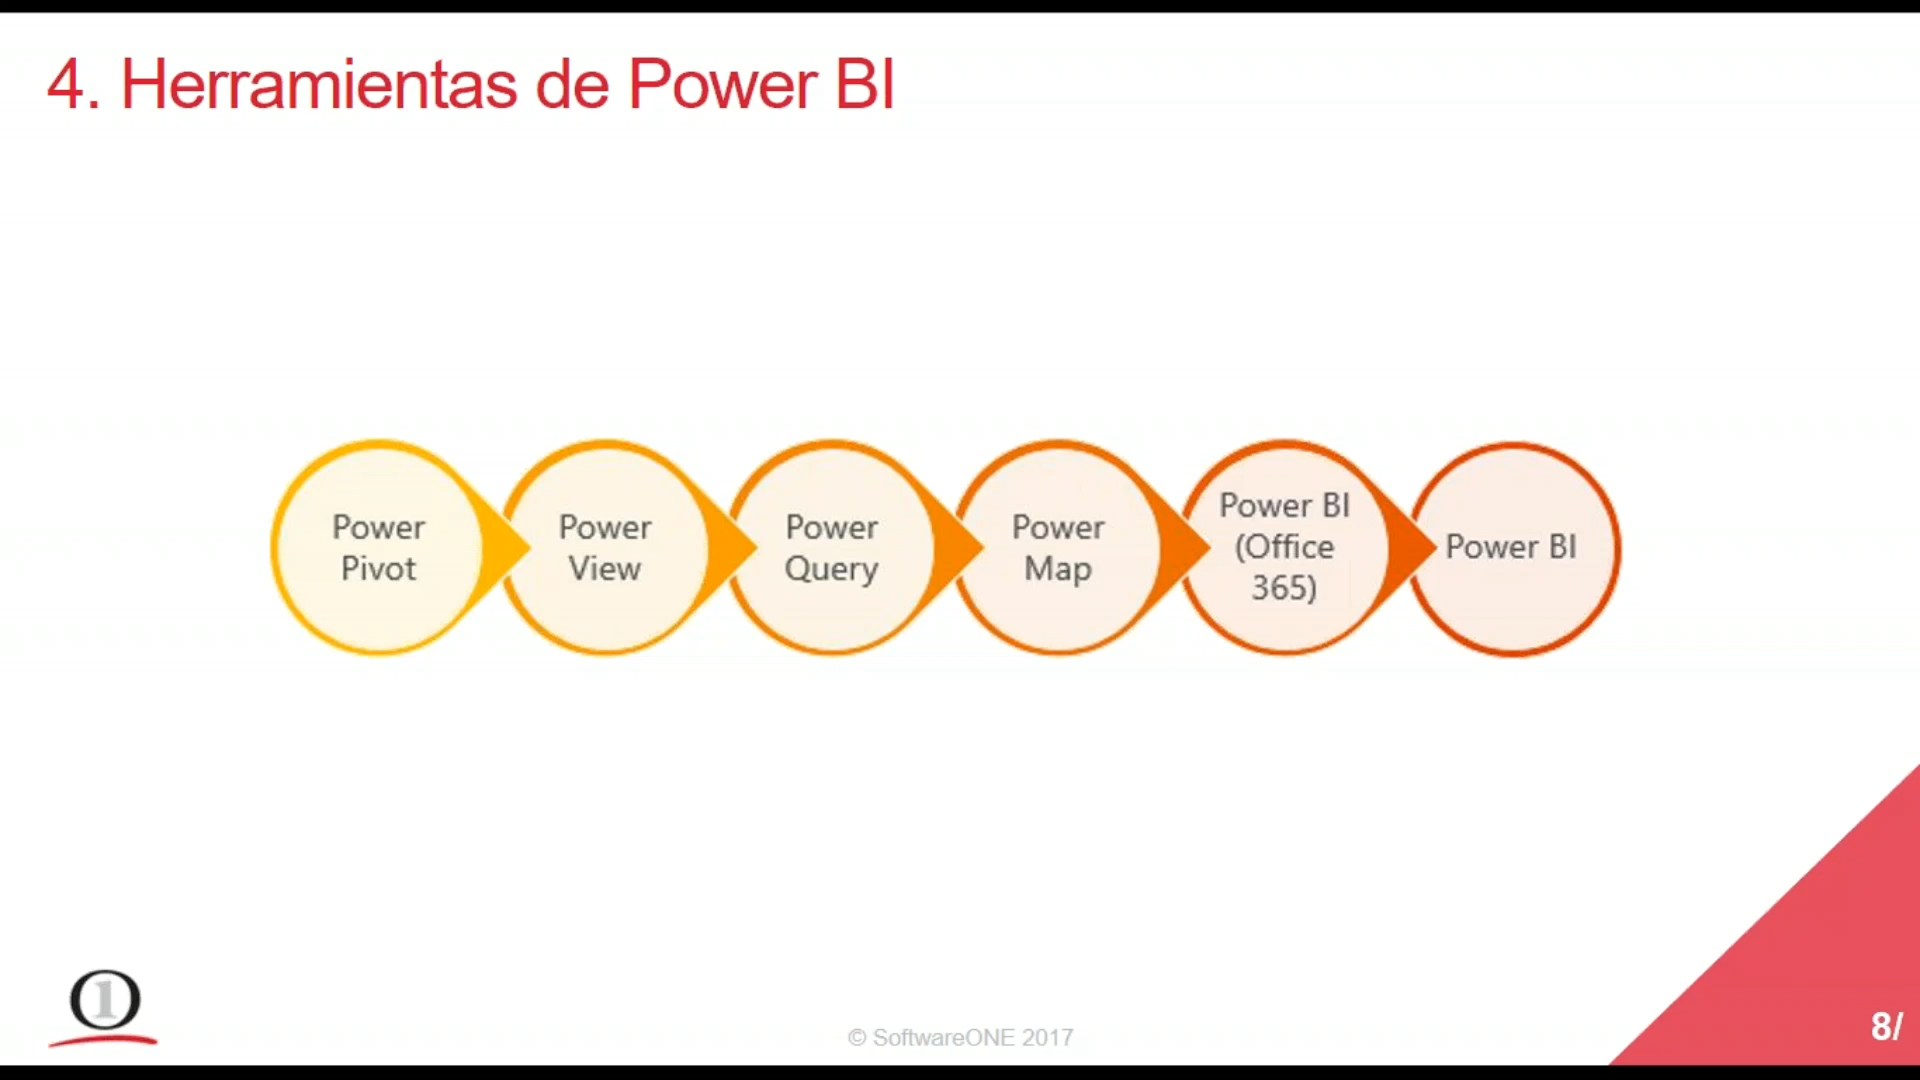 4. Herramientas de Power BI
Power
Pivot
Power
View
Power
Query
Power
Map
Power BI
(Office
365)
Power BI
1
© SoftwareONE 2017
8/